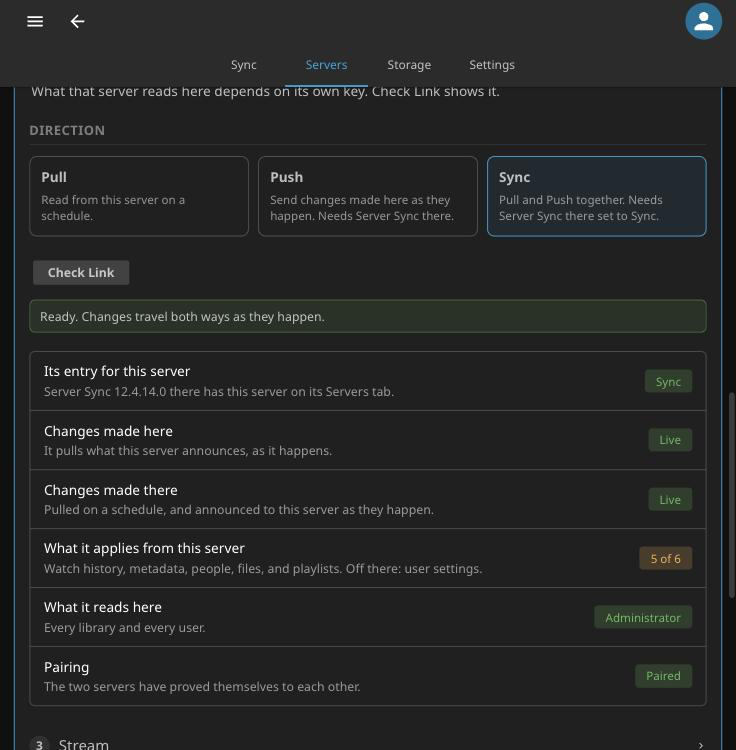 Sync
Servers
Storage
Settings
What that server reads here depends on its own key. Check Link shows it.
DIRECTION
Pull
Read from this server on a
schedule.
Push
Send changes made here as they
happen. Needs Server Sync there.
Sync
Pull and Push together. Needs
Server Sync there set to Sync.
Check Link
Ready. Changes travel both ways as they happen.
Its entry for this server
Server Sync 12.4.14.0 there has this server on its Servers tab.
Sync
Changes made here
It pulls what this server announces, as it happens.
Live
Changes made there
Pulled on a schedule, and announced to this server as they happen.
Live
What it applies from this server
Watch history, metadata, people, files, and playlists. Off there: user settings.
5 of 6
What it reads here
Every library and every user.
Administrator
Pairing
The two servers have proved themselves to each other.
Paired
3 Stream